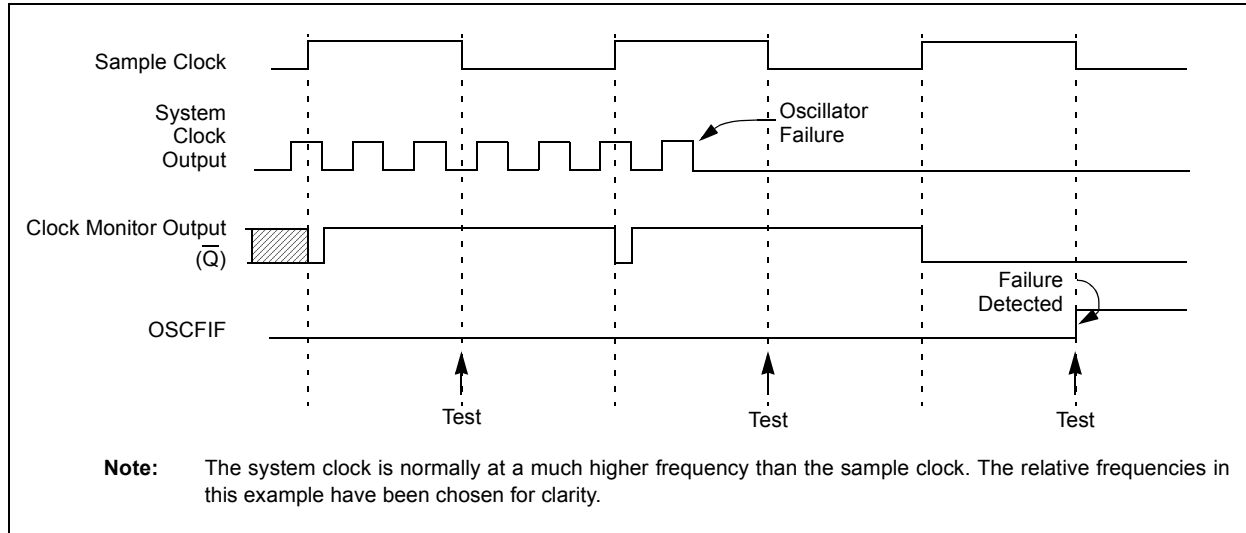 Sample Clock
System
Clock
Output
Oscillator
Failure
Clock Monitor Output
(Q̅)
Failure
Detected
OSCFIF
Test
Test
Test
Note: The system clock is normally at a much higher frequency than the sample clock. The relative frequencies in
this example have been chosen for clarity.